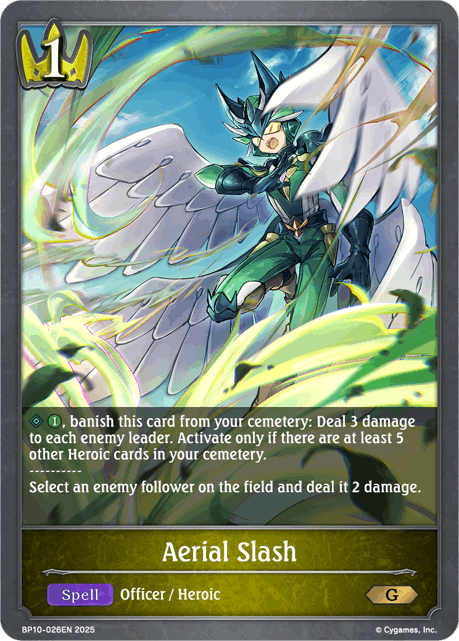 1
1, banish this card from your cemetery: Deal 3 damage
to each enemy leader. Activate only if there are at least 5
other Heroic cards in your cemetery.
----------
Select an enemy follower on the field and deal it 2 damage.
Aerial Slash
Spell Officer / Heroic G
BP10-026EN 2025 © Cygames, Inc.